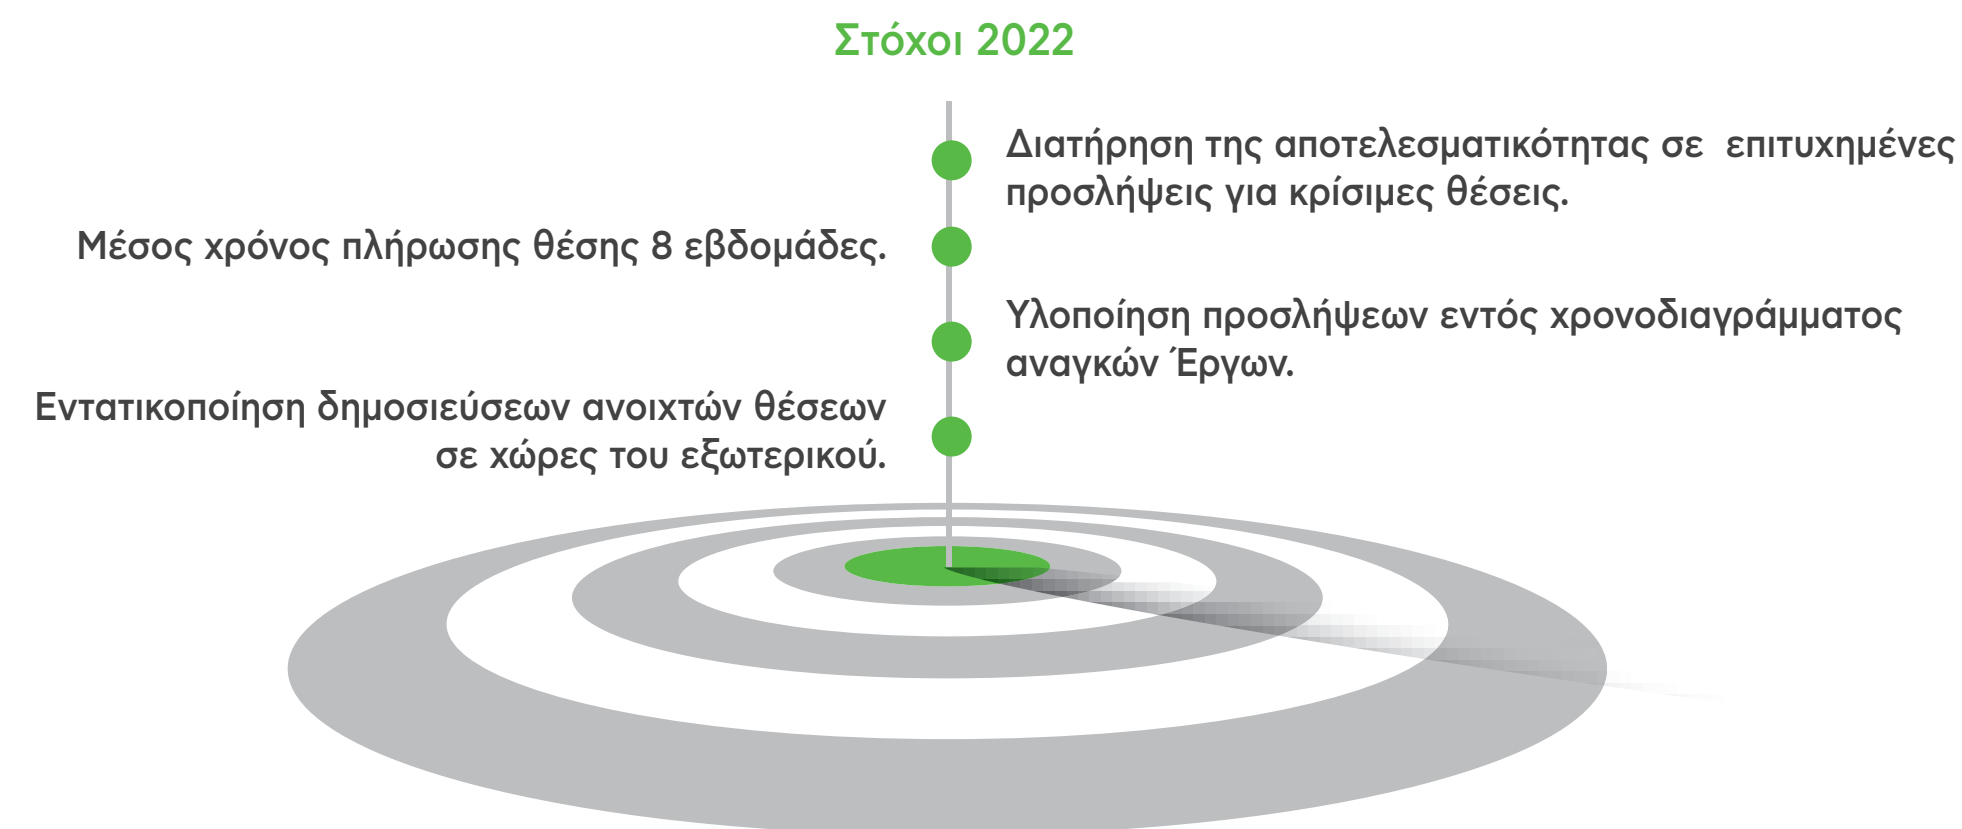 Στόχοι 2022
Διατήρηση της αποτελεσματικότητας σε επιτυχημένες
προσλήψεις για κρίσιμες θέσεις.
Μέσος χρόνος πλήρωσης θέσης 8 εβδομάδες.
Υλοποίηση προσλήψεων εντός χρονοδιαγράμματος
αναγκών Έργων.
Εντατικοποίηση δημοσιεύσεων ανοιχτών θέσεων
σε χώρες του εξωτερικού.